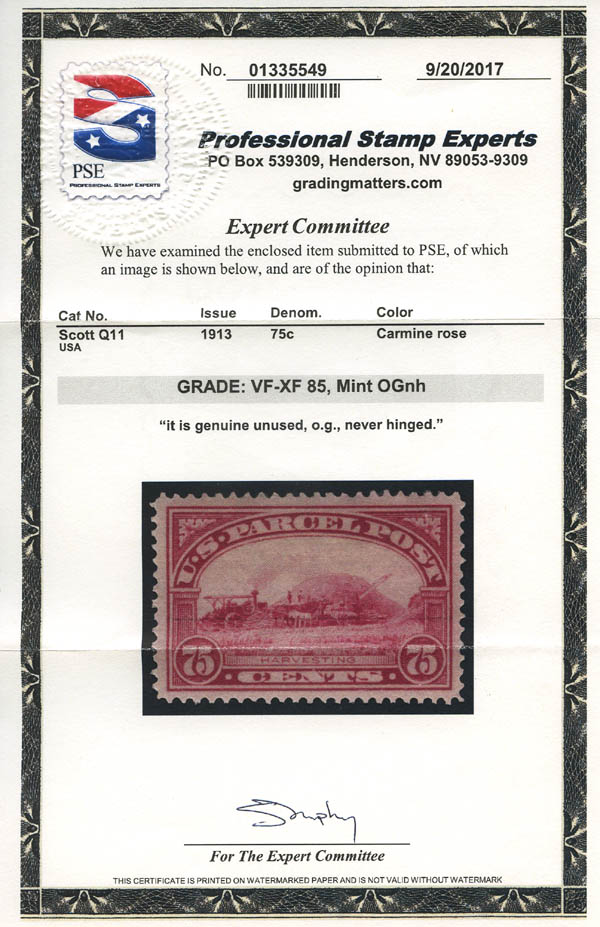 No. 01335549 9/20/2017
PSE
PROFESSIONAL STAMP EXPERTS
Professional Stamp Experts
PO Box 539309, Henderson, NV 89053-9309
gradingmatters.com
Expert Committee
We have examined the enclosed item submitted to PSE, of which
an image is shown below, and are of the opinion that:
Cat No. Issue Denom. Color
Scott Q11 1913 75c Carmine rose
USA
GRADE: VF-XF 85, Mint OGnh
“it is genuine unused, o.g., never hinged.”
U.S. PARCEL POST
75 HARVESTING 75
CENTS
For The Expert Committee
THIS CERTIFICATE IS PRINTED ON WATERMARKED PAPER AND IS NOT VALID WITHOUT WATERMARK